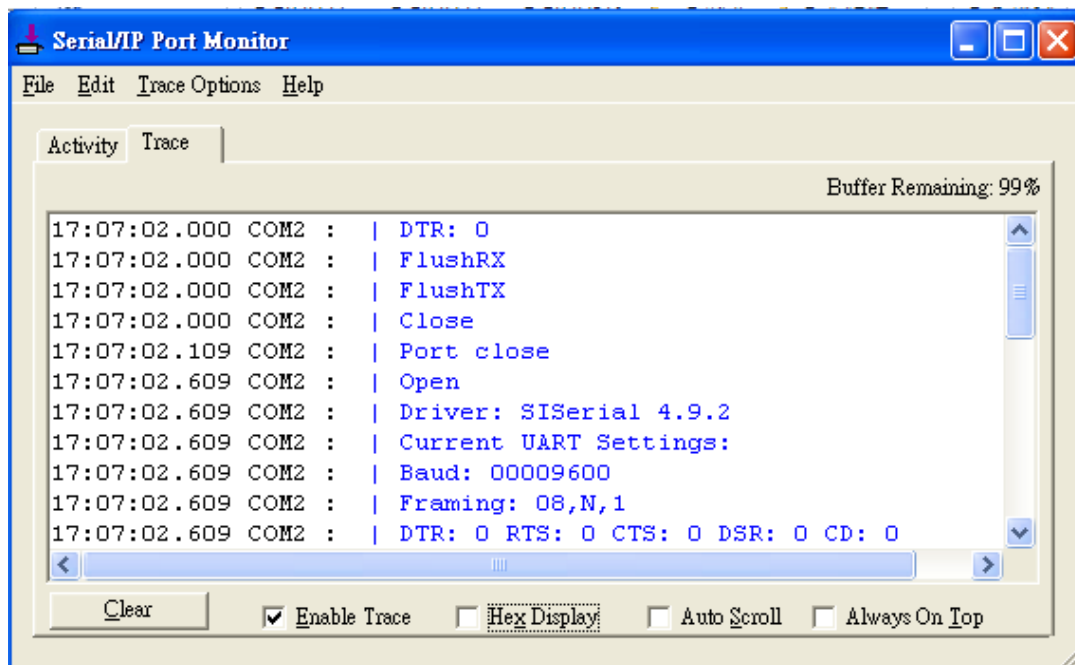 Serial/IP Port Monitor
File Edit Trace Options Help
Activity Trace
Buffer Remaining: 99%
17:07:02.000 COM2 : | DTR: 0
17:07:02.000 COM2 : | FlushRX
17:07:02.000 COM2 : | FlushTX
17:07:02.000 COM2 : | Close
17:07:02.109 COM2 : | Port close
17:07:02.609 COM2 : | Open
17:07:02.609 COM2 : | Driver: SISerial 4.9.2
17:07:02.609 COM2 : | Current UART Settings:
17:07:02.609 COM2 : | Baud: 00009600
17:07:02.609 COM2 : | Framing: 08,N,1
17:07:02.609 COM2 : | DTR: 0 RTS: 0 CTS: 0 DSR: 0 CD: 0
Clear Enable Trace Hex Display Auto Scroll Always On Top